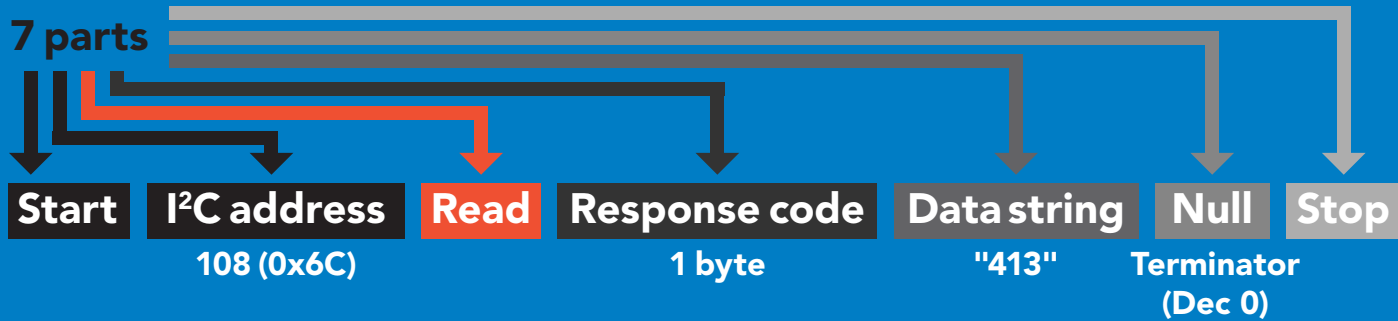 7 parts
Start I²C address Read Response code Data string Null Stop
108 (0x6C) 1 byte "413" Terminator
(Dec 0)